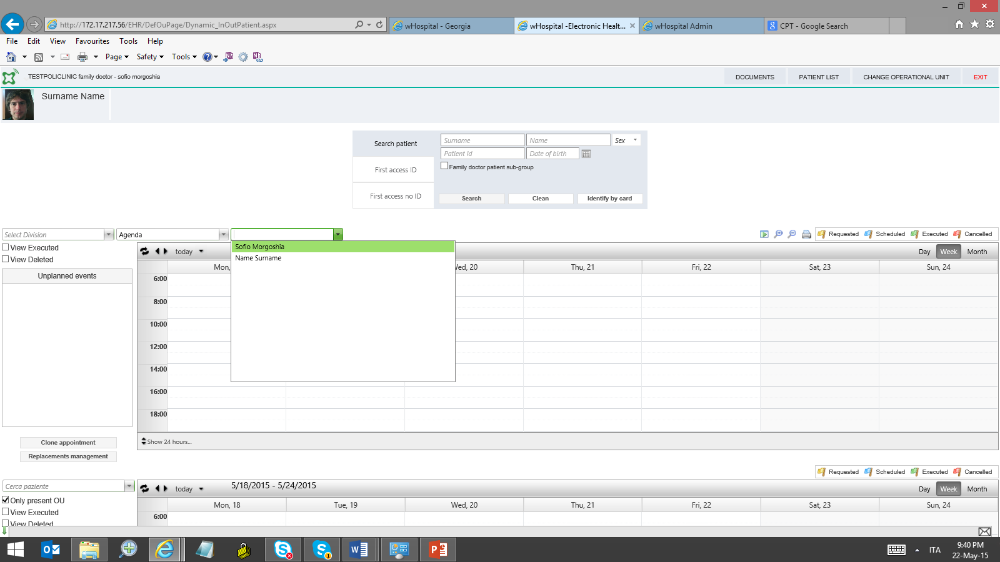 http://172.17.217.56/EHR/DefOuPage/Dynamic_InOutPatient.aspx
wHospital - Georgia
wHospital -Electronic Healt...
wHospital Admin
CPT - Google Search
File Edit View Favourites Tools Help
Page Safety Tools
TESTPOLICLINIC family doctor - sofio morgoshia
DOCUMENTS PATIENT LIST CHANGE OPERATIONAL UNIT EXIT
Surname Name
Search patient
Surname Name Sex
Patient Id Date of birth
First access ID
Family doctor patient sub-group
First access no ID
Search Clean Identify by card
Select Division Agenda
Requested Scheduled Executed Cancelled
View Executed
View Deleted
Sofio Morgoshia
Name Surname
today
Day Week Month
Unplanned events
Mon, Wed, 20 Thu, 21 Fri, 22 Sat, 23 Sun, 24
6:00
8:00
10:00
12:00
14:00
16:00
18:00
Show 24 hours...
Clone appointment
Replacements management
Requested Scheduled Executed Cancelled
Cerca paziente
today 5/18/2015 - 5/24/2015
Day Week Month
Only present OU
View Executed
View Deleted
Mon, 18 Tue, 19 Wed, 20 Thu, 21 Fri, 22 Sat, 23 Sun, 24
6:00
ITA
9:40 PM
22-May-15